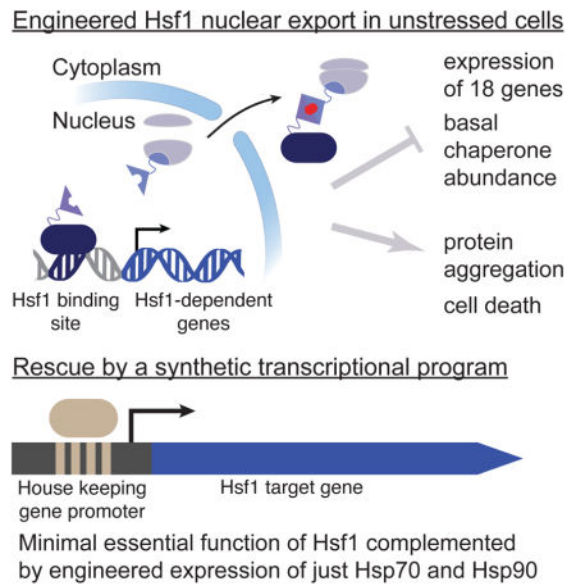 Engineered Hsf1 nuclear export in unstressed cells
Cytoplasm
Nucleus
expression
of 18 genes
basal
chaperone
abundance
protein
aggregation
cell death
Hsf1 binding
site
Hsf1-dependent
genes
Rescue by a synthetic transcriptional program
House keeping
gene promoter
Hsf1 target gene
Minimal essential function of Hsf1 complemented
by engineered expression of just Hsp70 and Hsp90